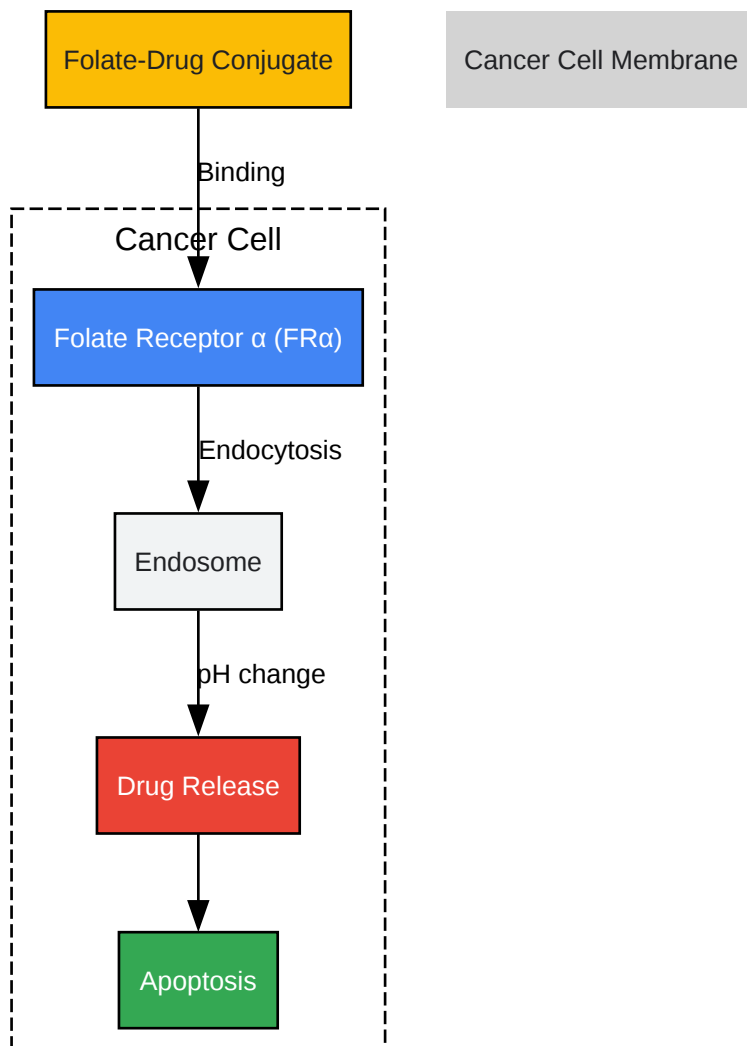 Folate-Drug Conjugate
Cancer Cell Membrane
Binding
Cancer Cell
Folate Receptor α (FRα)
Endocytosis
Endosome
pH change
Drug Release
Apoptosis